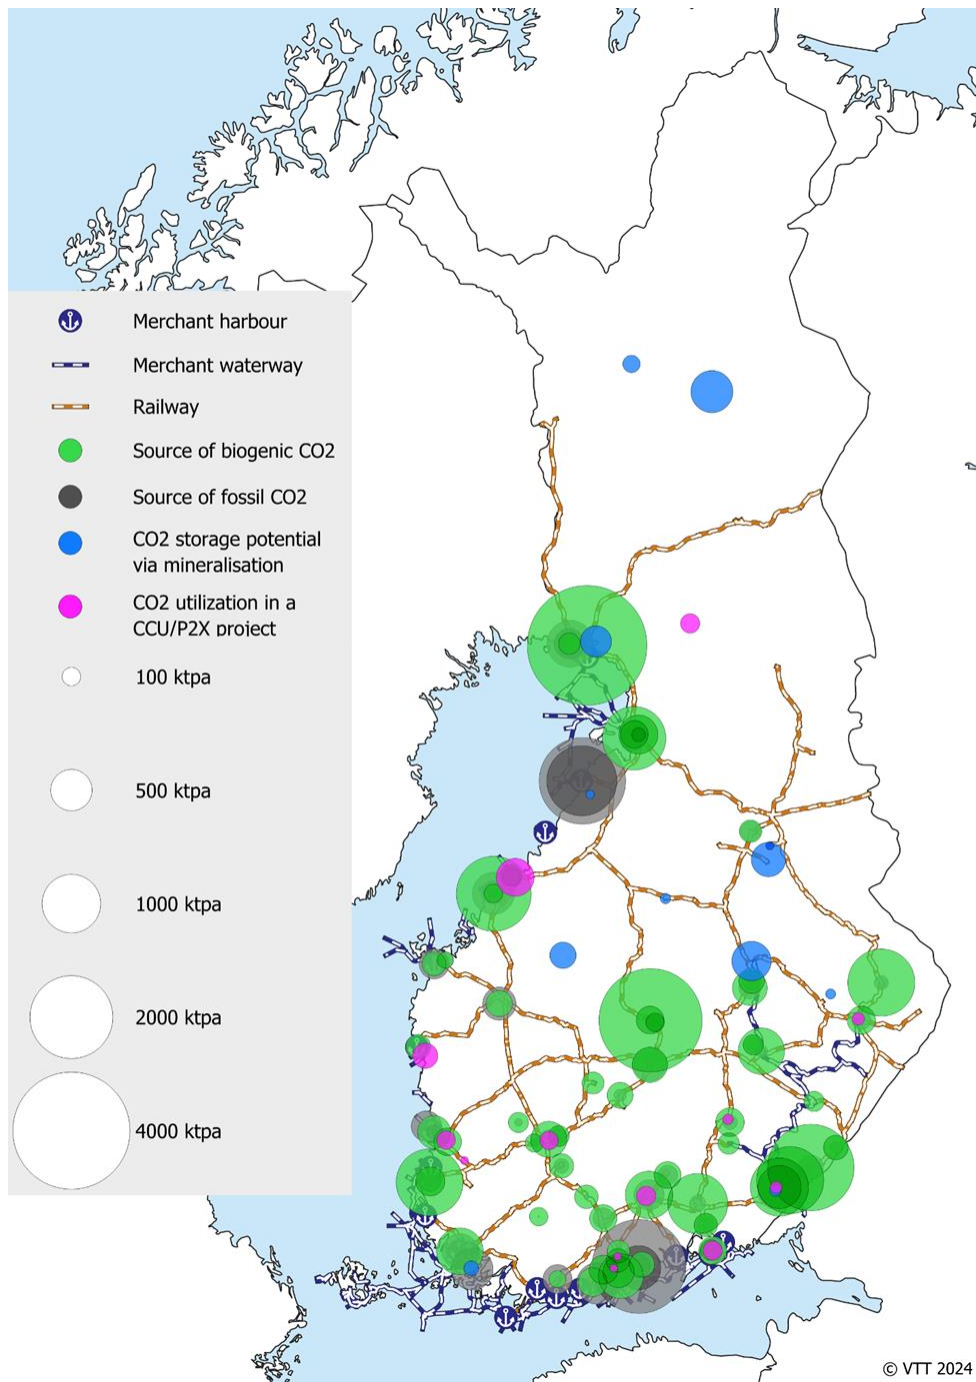 Merchant harbour
Merchant waterway
Railway
Source of biogenic CO2
Source of fossil CO2
CO2 storage potential
via mineralisation
CO2 utilization in a
CCU/P2X project
100 ktpa
500 ktpa
1000 ktpa
2000 ktpa
4000 ktpa
© VTT 2024